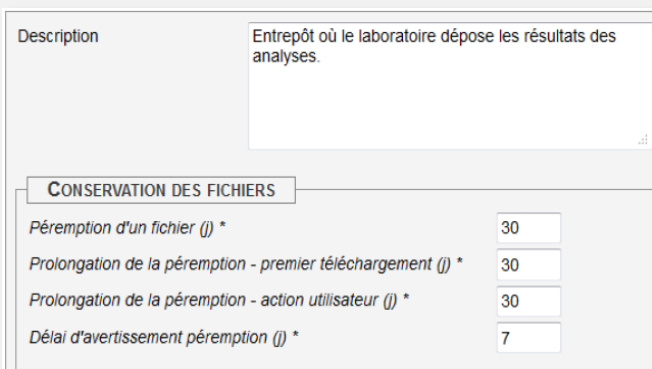 Description
Entrepôt où le laboratoire dépose les résultats des
analyses.
CONSERVATION DES FICHIERS
Péremption d'un fichier (j) * 30
Prolongation de la péremption - premier téléchargement (j) * 30
Prolongation de la péremption - action utilisateur (j) * 30
Délai d'avertissement péremption (j) * 7